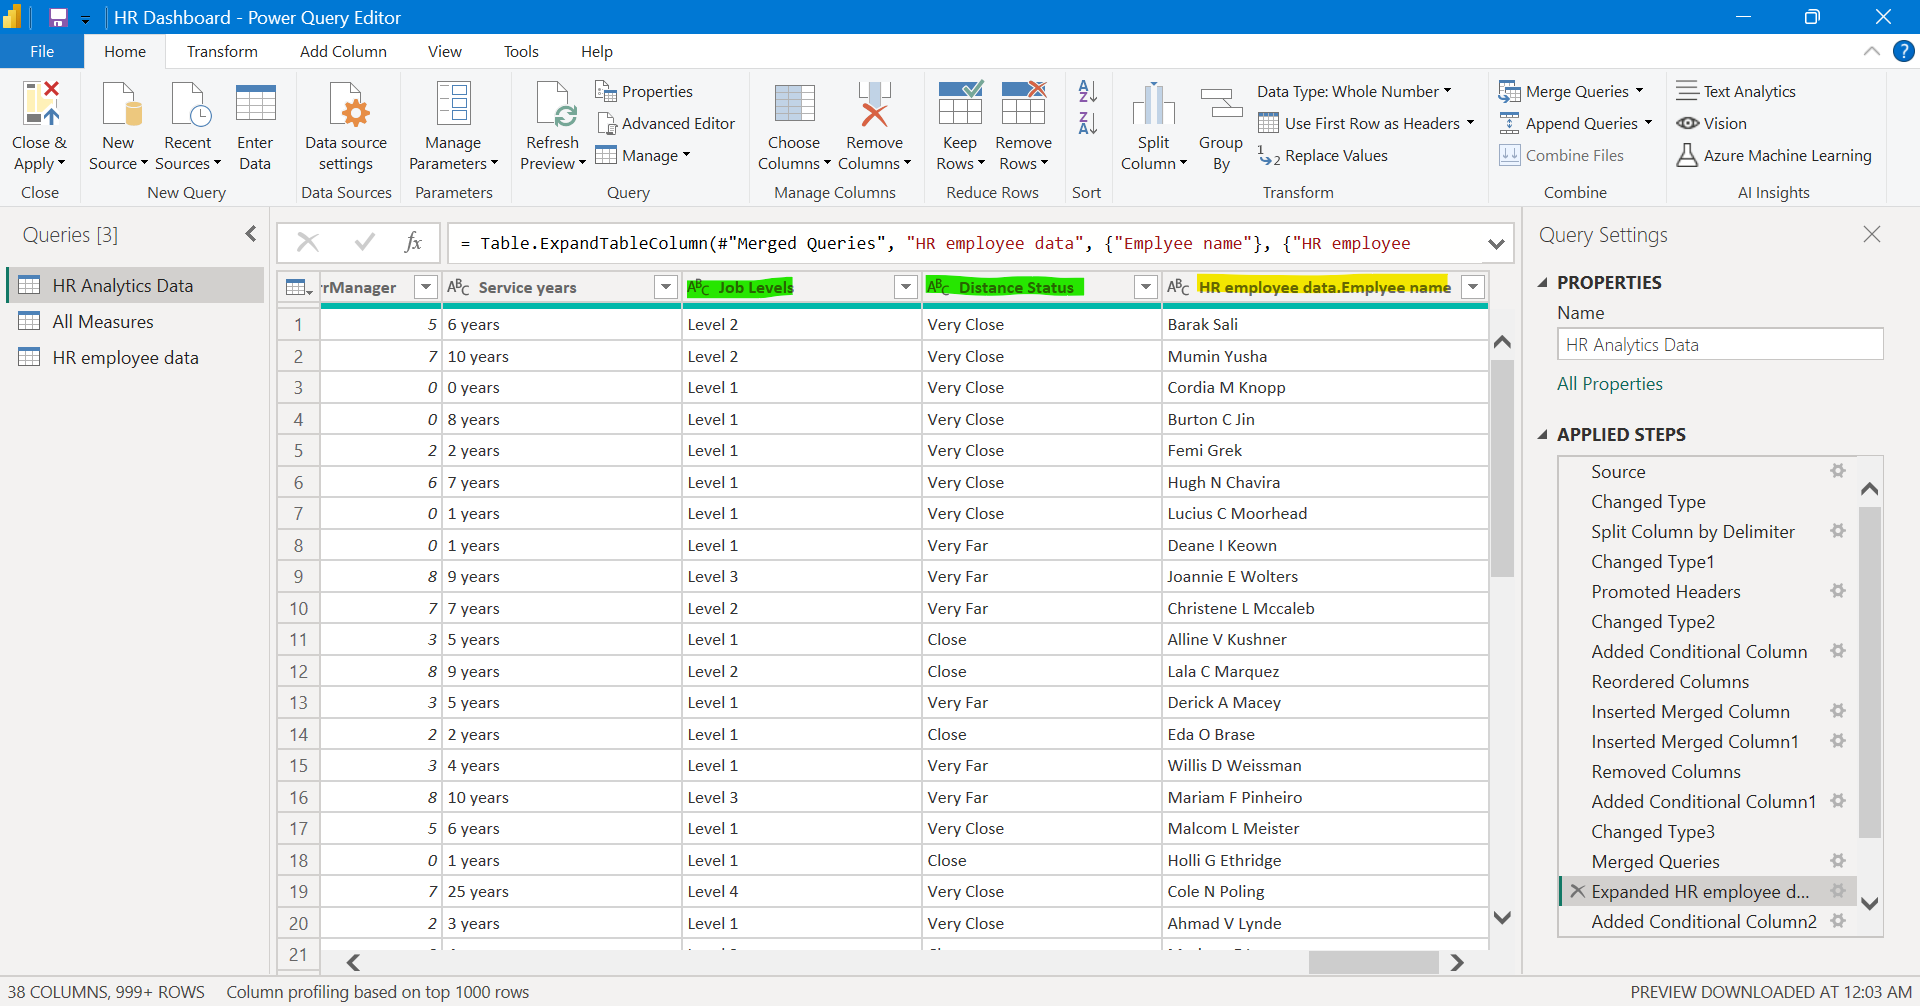 HR Dashboard - Power Query Editor
File Home Transform Add Column View Tools Help
Close & Apply
Close
New Source
Recent Sources
Enter Data
New Query
Data source settings
Data Sources
Manage Parameters
Parameters
Refresh Preview
Properties
Advanced Editor
Manage
Query
Choose Columns
Remove Columns
Manage Columns
Keep Rows
Remove Rows
Reduce Rows
Sort
Split Column
Group By
Data Type: Whole Number
Use First Row as Headers
Replace Values
Transform
Merge Queries
Append Queries
Combine Files
Combine
Text Analytics
Vision
Azure Machine Learning
AI Insights
Queries [3]
HR Analytics Data
All Measures
HR employee data
fx = Table.ExpandTableColumn(#"Merged Queries", "HR employee data", {"Emplyee name"}, {"HR employee
rManager ABC Service years ABC Job Levels ABC Distance Status ABC HR employee data.Emplyee name
1 5 6 years Level 2 Very Close Barak Sali
2 7 10 years Level 2 Very Close Mumin Yusha
3 0 0 years Level 1 Very Close Cordia M Knopp
4 0 8 years Level 1 Very Close Burton C Jin
5 2 2 years Level 1 Very Close Femi Grek
6 6 7 years Level 1 Very Close Hugh N Chavira
7 0 1 years Level 1 Very Close Lucius C Moorhead
8 0 1 years Level 1 Very Far Deane I Keown
9 8 9 years Level 3 Very Far Joannie E Wolters
10 7 7 years Level 2 Very Far Christene L Mccaleb
11 3 5 years Level 1 Close Alline V Kushner
12 8 9 years Level 2 Close Lala C Marquez
13 3 5 years Level 1 Very Far Derick A Macey
14 2 2 years Level 1 Close Eda O Brase
15 3 4 years Level 1 Very Far Willis D Weissman
16 8 10 years Level 3 Very Far Mariam F Pinheiro
17 5 6 years Level 1 Very Close Malcom L Meister
18 0 1 years Level 1 Close Holli G Ethridge
19 7 25 years Level 4 Very Close Cole N Poling
20 2 3 years Level 1 Very Close Ahmad V Lynde
21
Query Settings
PROPERTIES
Name
HR Analytics Data
All Properties
APPLIED STEPS
Source
Changed Type
Split Column by Delimiter
Changed Type1
Promoted Headers
Changed Type2
Added Conditional Column
Reordered Columns
Inserted Merged Column
Inserted Merged Column1
Removed Columns
Added Conditional Column1
Changed Type3
Merged Queries
Expanded HR employee d...
Added Conditional Column2
38 COLUMNS, 999+ ROWS Column profiling based on top 1000 rows PREVIEW DOWNLOADED AT 12:03 AM